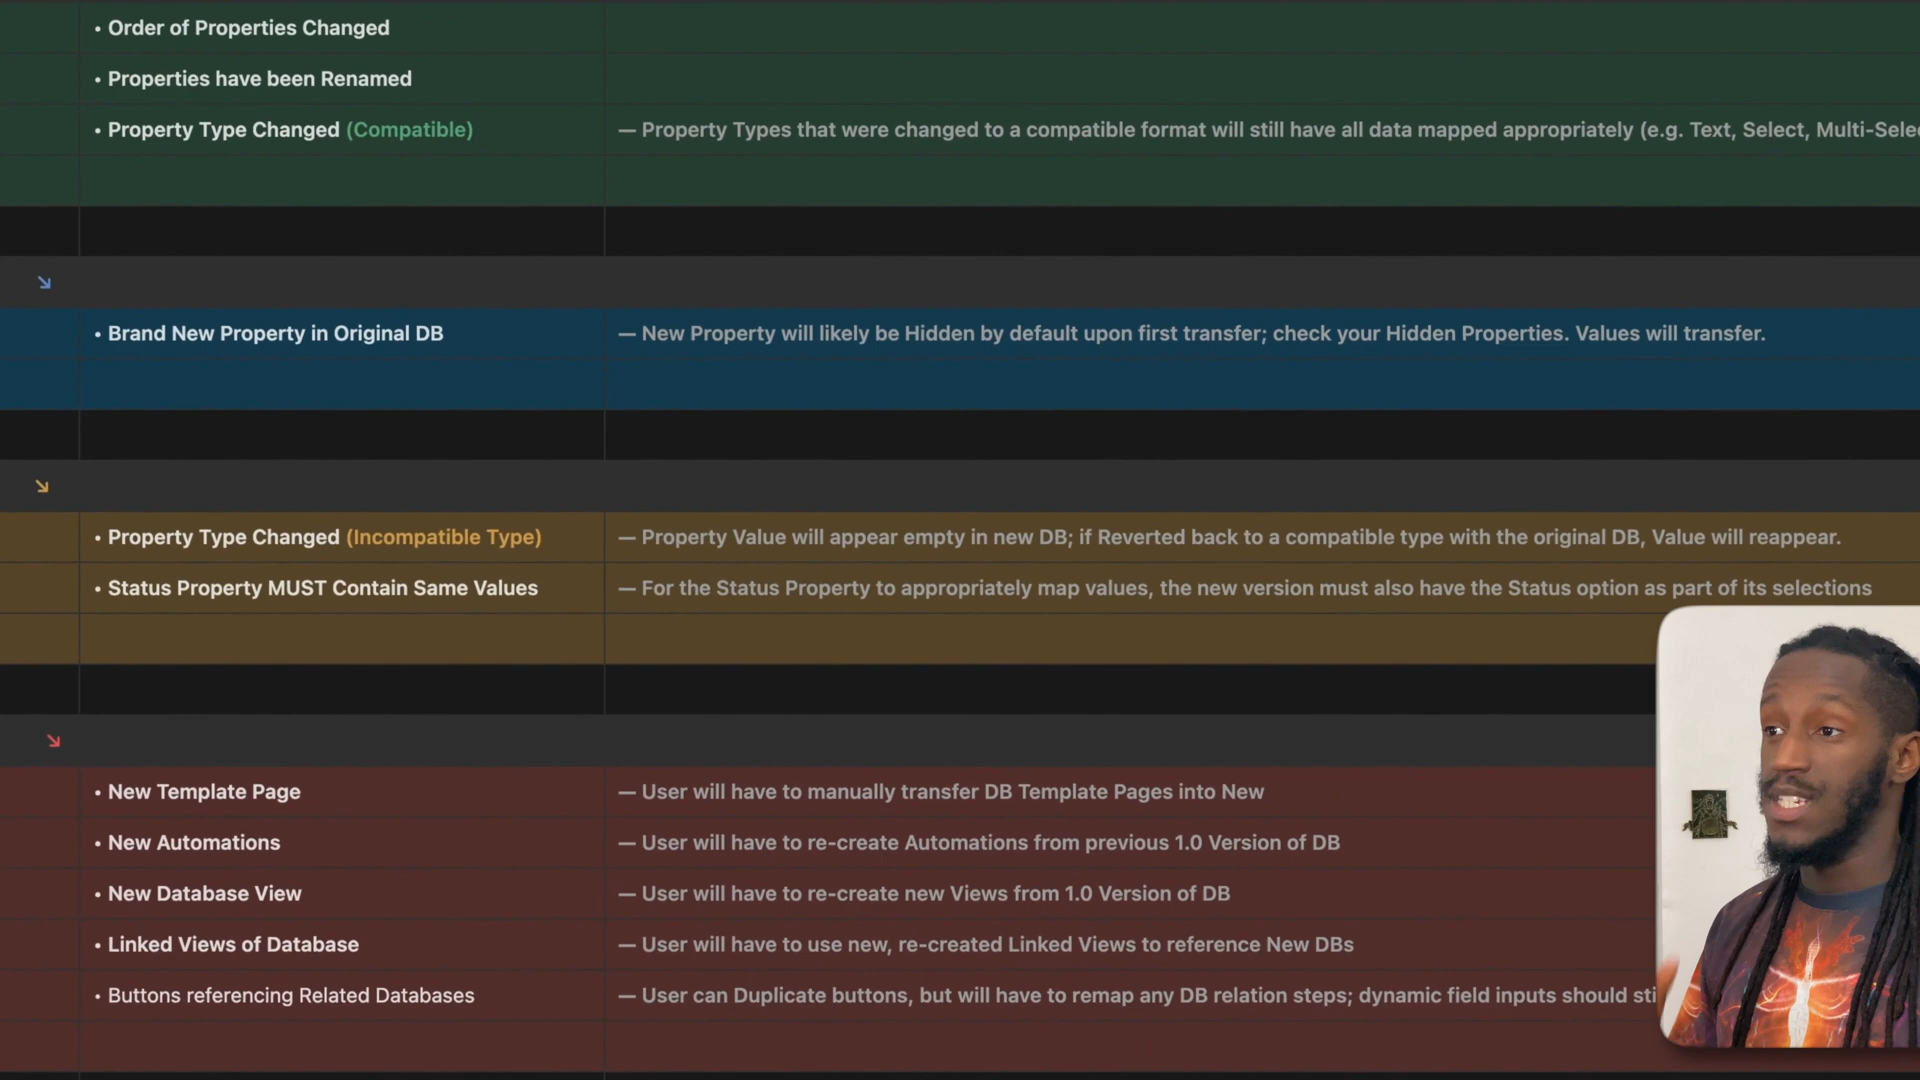 • Order of Properties Changed
• Properties have been Renamed
• Property Type Changed (Compatible) — Property Types that were changed to a compatible format will still have all data mapped appropriately (e.g. Text, Select,
• Brand New Property in Original DB — New Property will likely be Hidden by default upon first transfer; check your Hidden Properties. Values will transfer.
• Property Type Changed (Incompatible Type) — Property Value will appear empty in new DB; if Reverted back to a compatible type with the original DB, Value will reappear.
• Status Property MUST Contain Same Values — For the Status Property to appropriately map values, the new version must also have the Status option as part of its selections
• New Template Page — User will have to manually transfer DB Template Pages into New
• New Automations — User will have to re-create Automations from previous 1.0 Version of DB
• New Database View — User will have to re-create new Views from 1.0 Version of DB
• Linked Views of Database — User will have to use new, re-created Linked Views to reference New DBs
• Buttons referencing Related Databases — User can Duplicate buttons, but will have to remap any DB relation steps; dynamic field inputs should